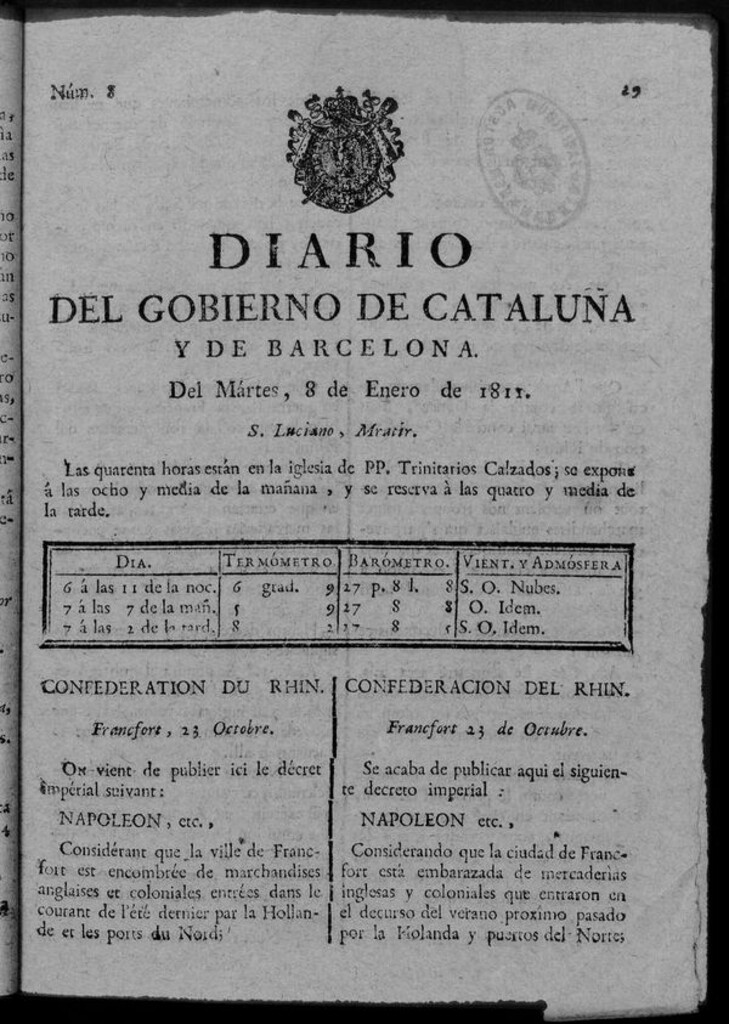 Núm. 8
29
DIARIO
DEL GOBIERNO DE CATALUÑA
Y DE BARCELONA.
Del Mártes, 8 de Enero de 1811.
S. Luciano, Mratir.
Las quarenta horas están en la iglesia de PP. Trinitarios Calzados; se expone
á las ocho y media de la mañana, y se reserva à las quatro y media de
la tarde.
DIA. TERMÓMETRO BARÓMETRO. VIENT. Y ADMÓSFERA
6 á las 11 de la noc. 6 grad. 9 27 p. 8 l. 8 S. O. Nubes.
7 á las 7 de la mañ. 5 9 27 8 8 O. Idem.
7 á las 2 de la tard. 8 2 27 8 5 S. O. Idem.
CONFEDERATION DU RHIN.
Francfort, 23 Octobre.
On vient de publier ici le décret
impérial suivant:
NAPOLEON, etc.,
Considérant que la ville de Franc-
fort est encombrée de marchandises
anglaises et coloniales entrées dans le
courant de l'été dernier par la Hollan-
de et les ports du Nord;
CONFEDERACION DEL RHIN.
Francfort 23 de Octubre.
Se acaba de publicar aqui el siguien-
te decreto imperial :
NAPOLEON etc.,
Considerando que la ciudad de Franc-
fort está embarazada de mercaderias
inglesas y coloniales que entraron en
el decurso del verano proximo pasado
por la Holanda y puertos del Norte;